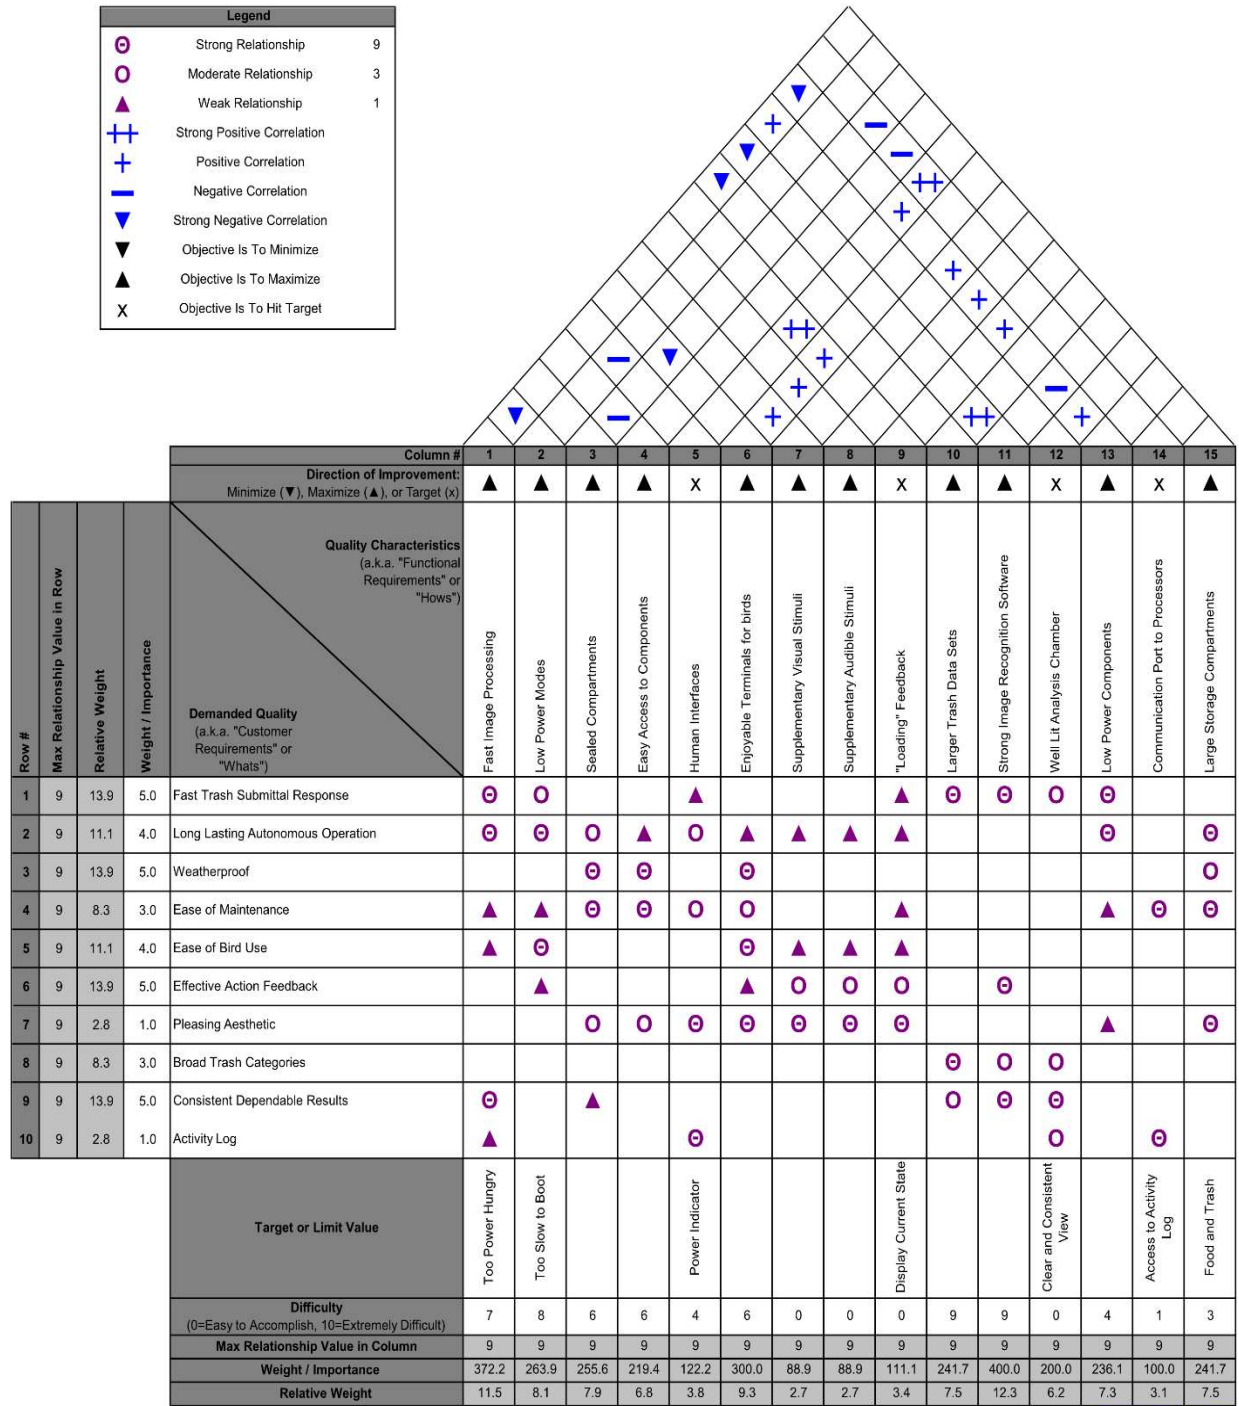 Legend
Θ Strong Relationship 9
O Moderate Relationship 3
▲ Weak Relationship 1
++ Strong Positive Correlation
+ Positive Correlation
− Negative Correlation
▼ Strong Negative Correlation
▼ Objective Is To Minimize
▲ Objective Is To Maximize
X Objective Is To Hit Target
Column # 1 2 3 4 5 6 7 8 9 10 11 12 13 14 15
Direction of Improvement:
Minimize (▼), Maximize (▲), or Target (x)
▲ ▲ ▲ ▲ X ▲ ▲ ▲ X ▲ ▲ X ▲ X ▲
Row #
Max Relationship Value in Row
Relative Weight
Weight / Importance
Quality Characteristics
(a.k.a. "Functional
Requirements" or
"Hows")
Demanded Quality
(a.k.a. "Customer
Requirements" or
"Whats")
Fast Image Processing
Low Power Modes
Sealed Compartments
Easy Access to Components
Human Interfaces
Enjoyable Terminals for birds
Supplementary Visual Stimuli
Supplementary Audible Stimuli
"Loading" Feedback
Larger Trash Data Sets
Strong Image Recognition Software
Well Lit Analysis Chamber
Low Power Components
Communication Port to Processors
Large Storage Compartments
1 9 13.9 5.0 Fast Trash Submittal Response Θ O ▲ ▲ Θ Θ O Θ
2 9 11.1 4.0 Long Lasting Autonomous Operation Θ Θ O ▲ O ▲ ▲ ▲ ▲ Θ Θ
3 9 13.9 5.0 Weatherproof Θ Θ Θ O
4 9 8.3 3.0 Ease of Maintenance ▲ ▲ Θ Θ O O ▲ ▲ Θ Θ
5 9 11.1 4.0 Ease of Bird Use ▲ Θ Θ ▲ ▲ ▲
6 9 13.9 5.0 Effective Action Feedback ▲ ▲ O O O Θ
7 9 2.8 1.0 Pleasing Aesthetic O O Θ Θ Θ Θ Θ ▲ Θ
8 9 8.3 3.0 Broad Trash Categories Θ O O
9 9 13.9 5.0 Consistent Dependable Results Θ ▲ O Θ Θ
10 9 2.8 1.0 Activity Log ▲ Θ O Θ
Target or Limit Value
Too Power Hungry
Too Slow to Boot
Power Indicator
Display Current State
Clear and Consistent
View
Access to Activity
Log
Food and Trash
Difficulty
(0=Easy to Accomplish, 10=Extremely Difficult)
7 8 6 6 4 6 0 0 0 9 9 0 4 1 3
Max Relationship Value in Column 9 9 9 9 9 9 9 9 9 9 9 9 9 9 9
Weight / Importance 372.2 263.9 255.6 219.4 122.2 300.0 88.9 88.9 111.1 241.7 400.0 200.0 236.1 100.0 241.7
Relative Weight 11.5 8.1 7.9 6.8 3.8 9.3 2.7 2.7 3.4 7.5 12.3 6.2 7.3 3.1 7.5